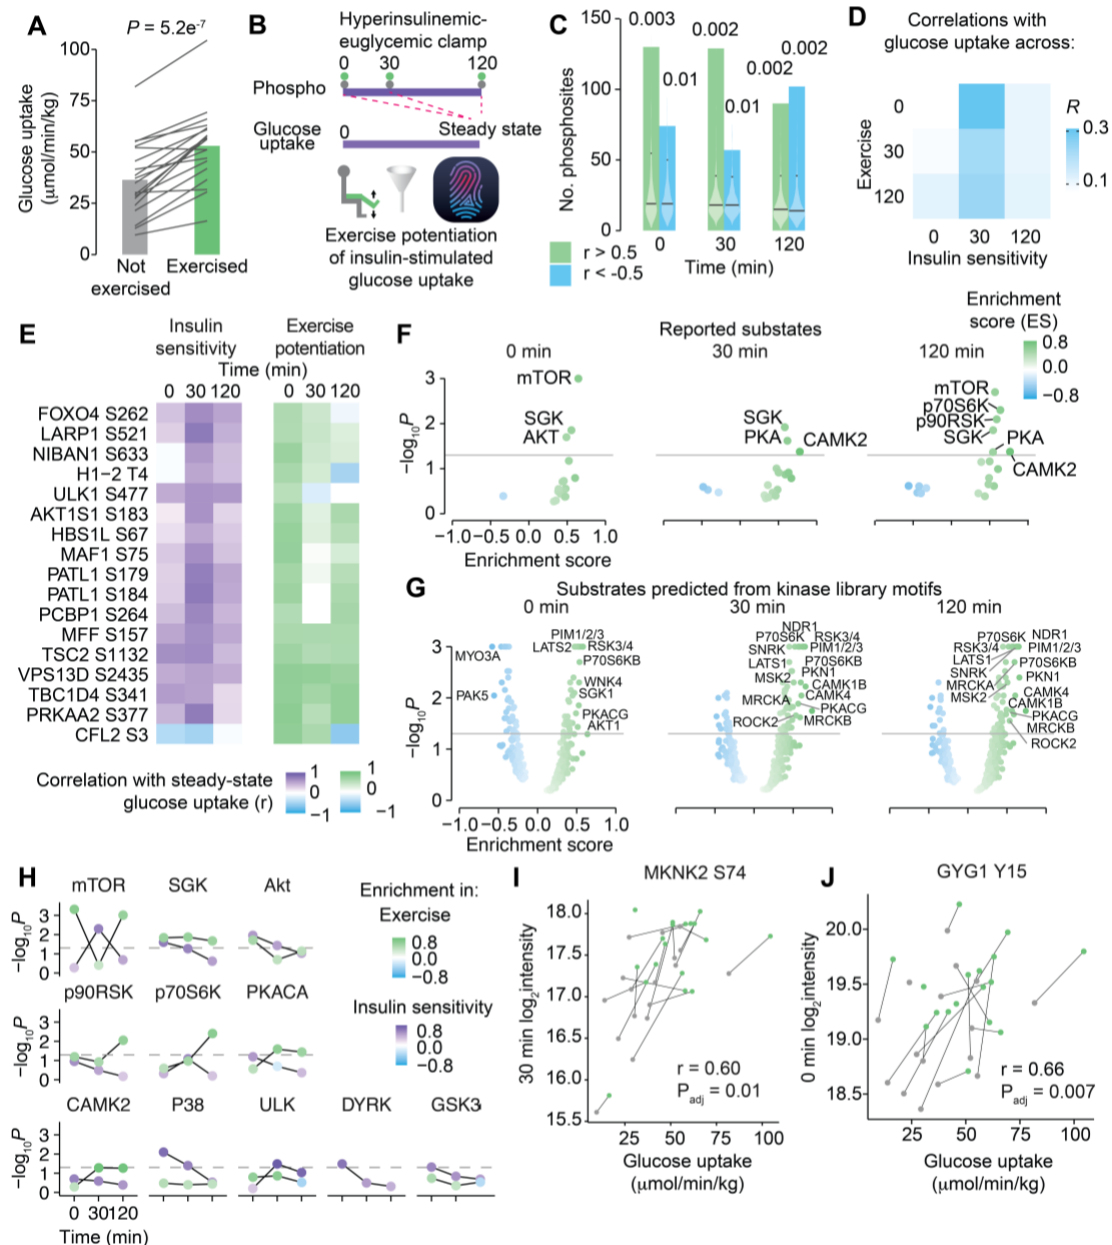 A
P = 5.2e-7
Glucose uptake
(μmol/min/kg)
100
75
50
25
0
Not
exercised
Exercised
B
Hyperinsulinemic-
euglycemic clamp
0 30 120
Phospho
Glucose
uptake
0
Steady state
Exercise potentiation
of insulin-stimulated
glucose uptake
C
No. phosphosites
150
100
50
0
0.003
0.01
0.002
0.01
0.002
0.002
0 30 120
Time (min)
r > 0.5
r < -0.5
D
Correlations with
glucose uptake across:
Exercise
0
30
120
0 30 120
Insulin sensitivity
R
0.3
0.1
E
Insulin
sensitivity
Exercise
potentiation
Time (min)
0 30 120 0 30 120
FOXO4 S262
LARP1 S521
NIBAN1 S633
H1−2 T4
ULK1 S477
AKT1S1 S183
HBS1L S67
MAF1 S75
PATL1 S179
PATL1 S184
PCBP1 S264
MFF S157
TSC2 S1132
VPS13D S2435
TBC1D4 S341
PRKAA2 S377
CFL2 S3
Correlation with steady-state
glucose uptake (r)
1
0
−1
1
0
−1
F
Reported substates
0 min 30 min 120 min
Enrichment
score (ES)
0.8
0.0
−0.8
−log10P
3
2
1
0
mTOR
SGK
AKT
SGK
PKA
CAMK2
mTOR
p70S6K
p90RSK
SGK
PKA
CAMK2
−1.0 −0.5 0.0 0.5 1.0
Enrichment score
G
Substrates predicted from kinase library motifs
0 min 30 min 120 min
−log10P
3
2
1
0
PIM1/2/3
LATS2
RSK3/4
MYO3A
P70S6KB
PAK5
WNK4
SGK1
PKACG
AKT1
NDR1
P70S6K RSK3/4
SNRK
PIM1/2/3
LATS1
P70S6KB
MSK2
PKN1
CAMK1B
MRCKA
CAMK4
PKACG
ROCK2
MRCKB
P70S6K NDR1
RSK3/4
PIM1/2/3
LATS1
P70S6KB
SNRK
PKN1
MRCKA
CAMK4
MSK2
CAMK1B
PKACG
MRCKB
ROCK2
−1.0 −0.5 0.0 0.5 1.0
Enrichment score
H
mTOR SGK Akt
−log10P
3
2
1
0
p90RSK p70S6K PKACA
−log10P
3
2
1
0
CAMK2 P38 ULK DYRK GSK3
−log10P
3
2
1
0
0 30 120
Time (min)
Enrichment in:
Exercise
0.8
0.0
−0.8
Insulin sensitivity
0.8
0.0
−0.8
I
MKNK2 S74
30 min log2intensity
18.0
17.5
17.0
16.5
16.0
15.5
r = 0.60
Padj = 0.01
25 50 75 100
Glucose uptake
(μmol/min/kg)
J
GYG1 Y15
0 min log2intensity
20.0
19.5
19.0
18.5
r = 0.66
Padj = 0.007
25 50 75 100
Glucose uptake
(μmol/min/kg)